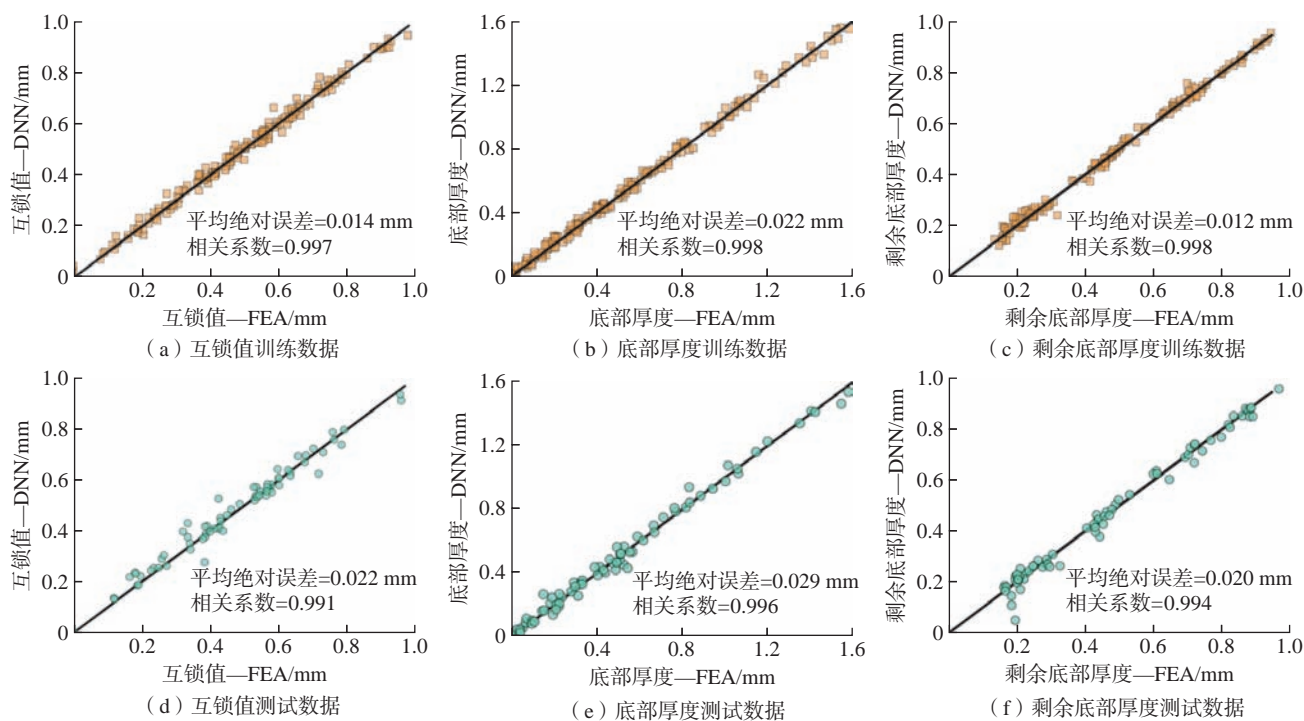 互锁值—DNN/mm
1.0
0.8
0.6
0.4
0.2
0
0.2 0.4 0.6 0.8 1.0
平均绝对误差=0.014 mm
相关系数=0.997
互锁值—FEA/mm
（a）互锁值训练数据
底部厚度—DNN/mm
1.6
1.2
0.8
0.4
0
0.4 0.8 1.2 1.6
平均绝对误差=0.022 mm
相关系数=0.998
底部厚度—FEA/mm
（b）底部厚度训练数据
剩余底部厚度—DNN/mm
1.0
0.8
0.6
0.4
0.2
0
0.2 0.4 0.6 0.8 1.0
平均绝对误差=0.012 mm
相关系数=0.998
剩余底部厚度—FEA/mm
（c）剩余底部厚度训练数据
互锁值—DNN/mm
1.0
0.8
0.6
0.4
0.2
0
0.2 0.4 0.6 0.8 1.0
平均绝对误差=0.022 mm
相关系数=0.991
互锁值—FEA/mm
（d）互锁值测试数据
底部厚度—DNN/mm
1.6
1.2
0.8
0.4
0
0.4 0.8 1.2 1.6
平均绝对误差=0.029 mm
相关系数=0.996
底部厚度—FEA/mm
（e）底部厚度测试数据
剩余底部厚度—DNN/mm
1.0
0.8
0.6
0.4
0.2
0
0.2 0.4 0.6 0.8 1.0
平均绝对误差=0.020 mm
相关系数=0.994
剩余底部厚度—FEA/mm
（f）剩余底部厚度测试数据